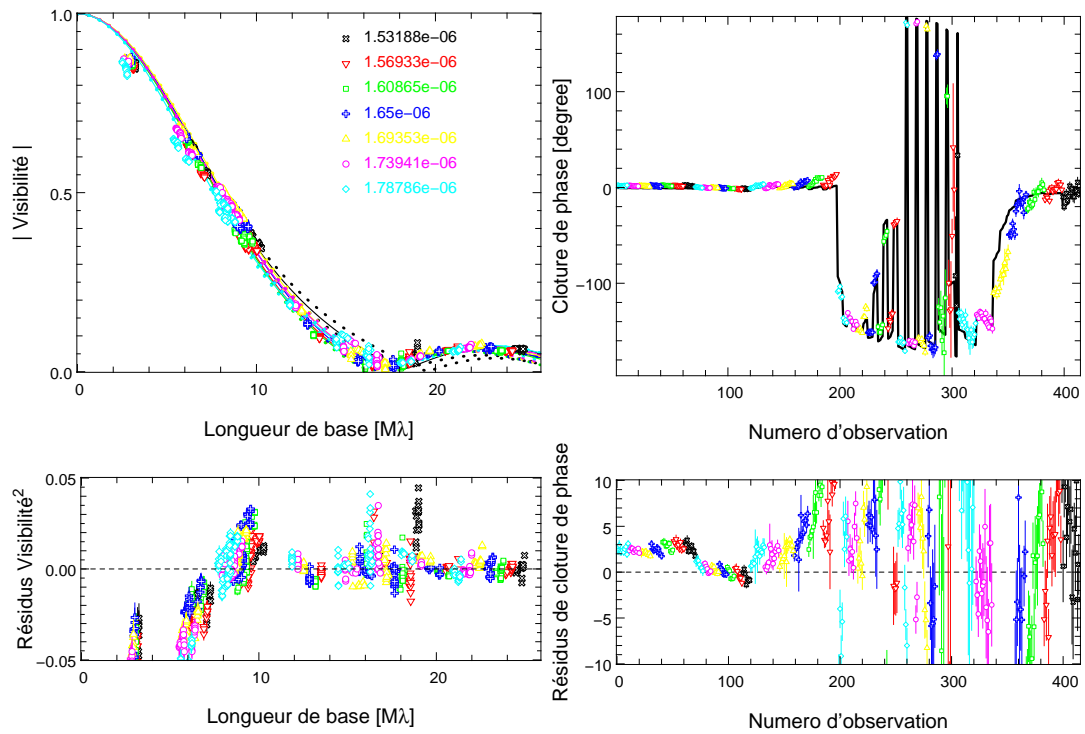 1.0
0.5
0.0
0
10
20
| Visibilité |
Longueur de base [Mλ]
1.53188e−06
1.56933e−06
1.60865e−06
1.65e−06
1.69353e−06
1.73941e−06
1.78786e−06
100
0
−100
0
100
200
300
400
Cloture de phase [degree]
Numero d'observation
0.05
0.00
−0.05
0
10
20
Résidus Visibilité²
Longueur de base [Mλ]
10
5
0
−5
−10
0
100
200
300
400
Résidus de cloture de phase
Numero d'observation